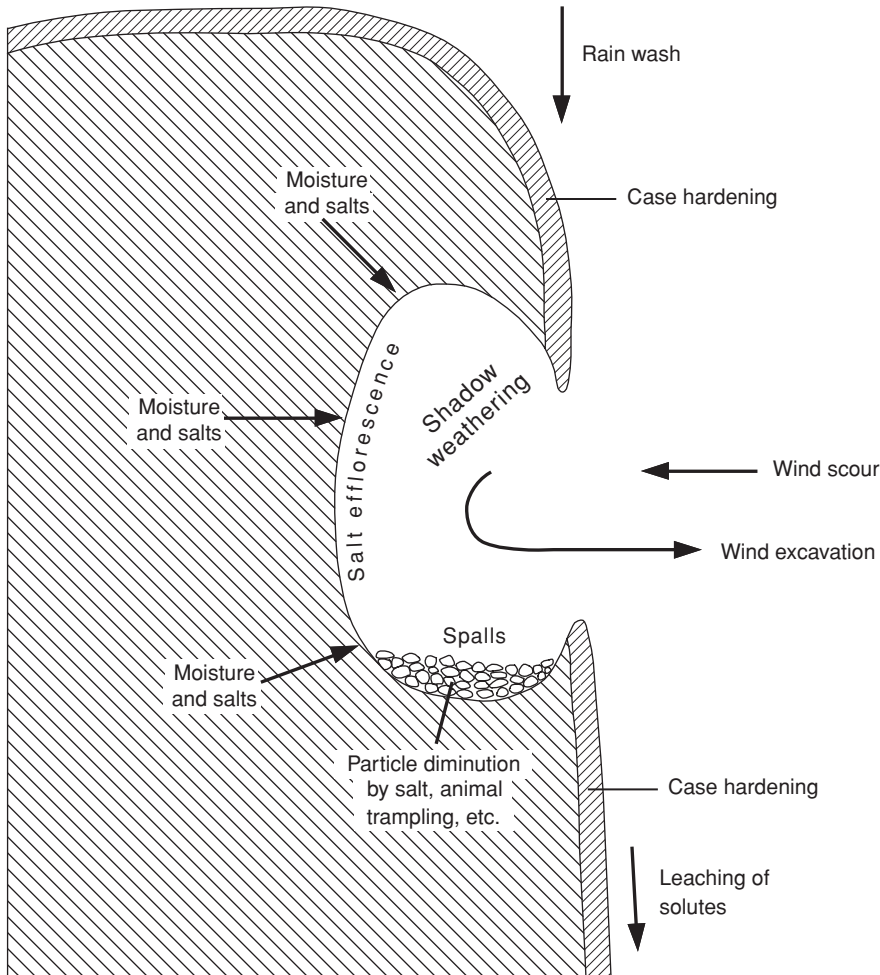 Rain wash
Moisture
and salts
Case hardening
Salt efflorescence
Shadow
weathering
Moisture
and salts
Wind scour
Wind excavation
Spalls
Moisture
and salts
Particle diminution
by salt, animal
trampling, etc.
Case hardening
Leaching of
solutes